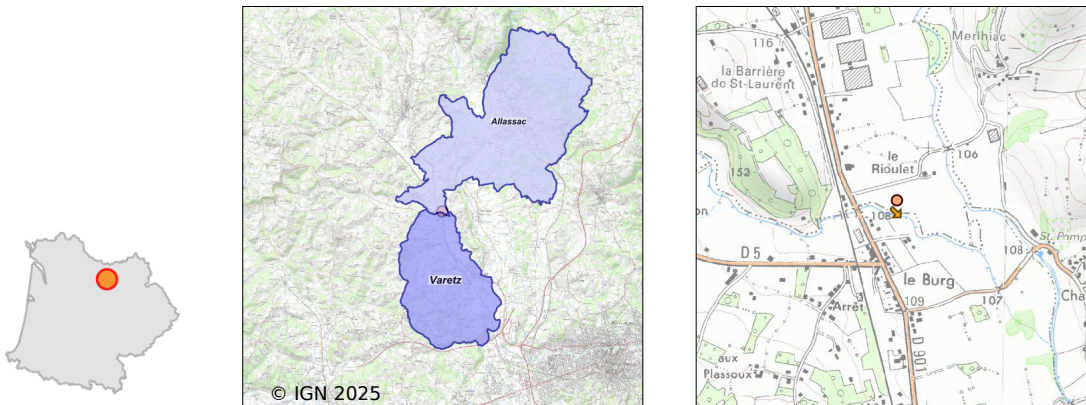 Allassac
Varetz
© IGN 2025
116
Merlhiac
la Barrière
de St-Laurent
152
le
Rioulet
106
108
on
St Pomp
D 5
108
le Burg
107
Cha
Arrêt
109
D 901
aux
Plassoux